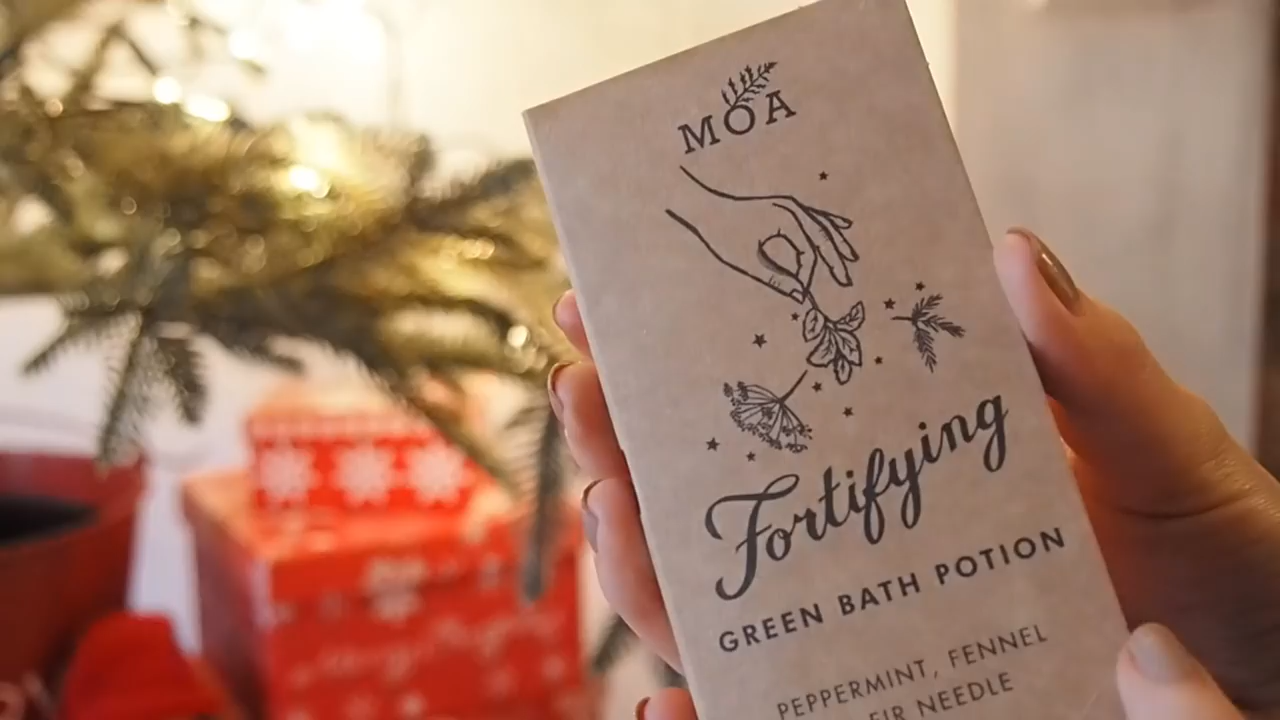 MOA
Fortifying
GREEN BATH POTION
PEPPERMINT, FENNEL
FIR NEEDLE